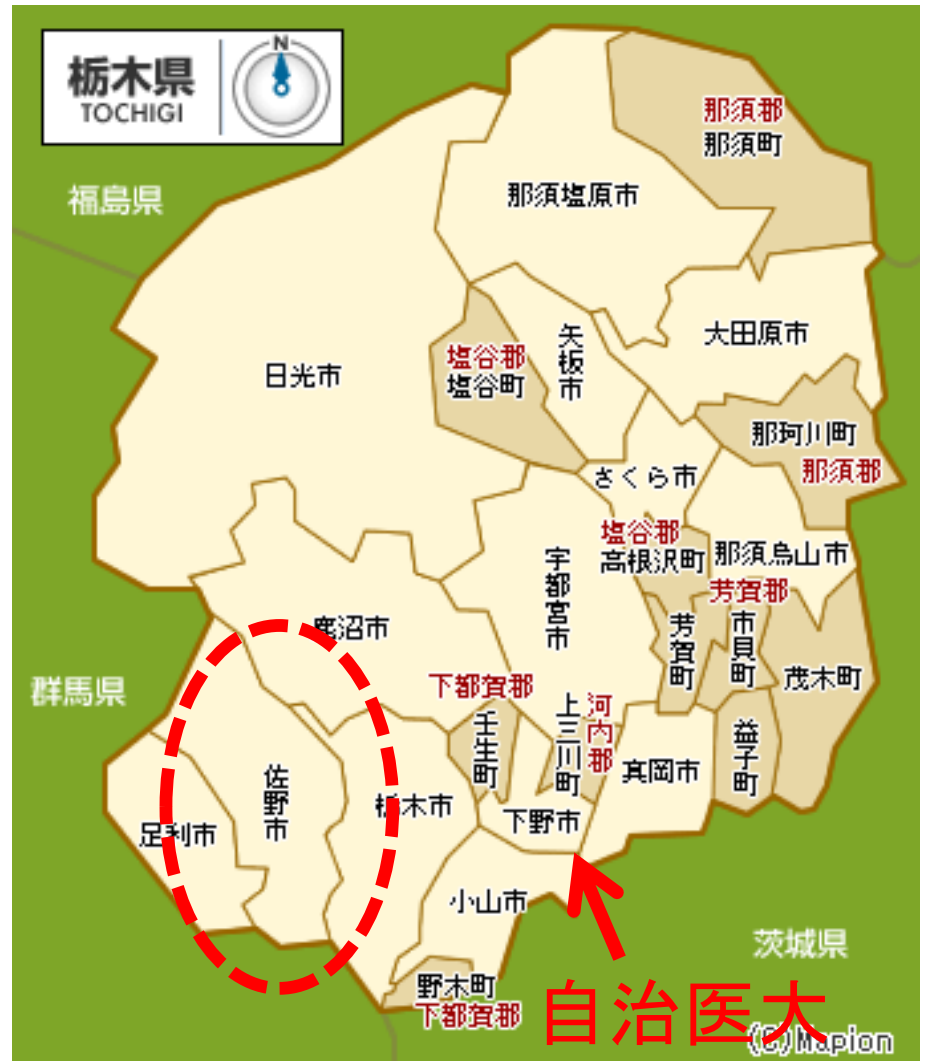 栃木県
TOCHIGI
N
福島県
那須郡
那須町
那須塩原市
大田原市
矢板市
塩谷郡
塩谷町
日光市
那珂川町
那須郡
さくら市
塩谷郡
高根沢町
那須烏山市
芳賀郡
宇都宮市
鹿沼市
芳賀町
市貝町
茂木町
群馬県
下都賀郡
壬生町
上三川町
河内郡
真岡市
益子町
佐野市
栃木市
足利市
下野市
小山市
茨城県
野木町
下都賀郡
自治医大
(C)Mapion